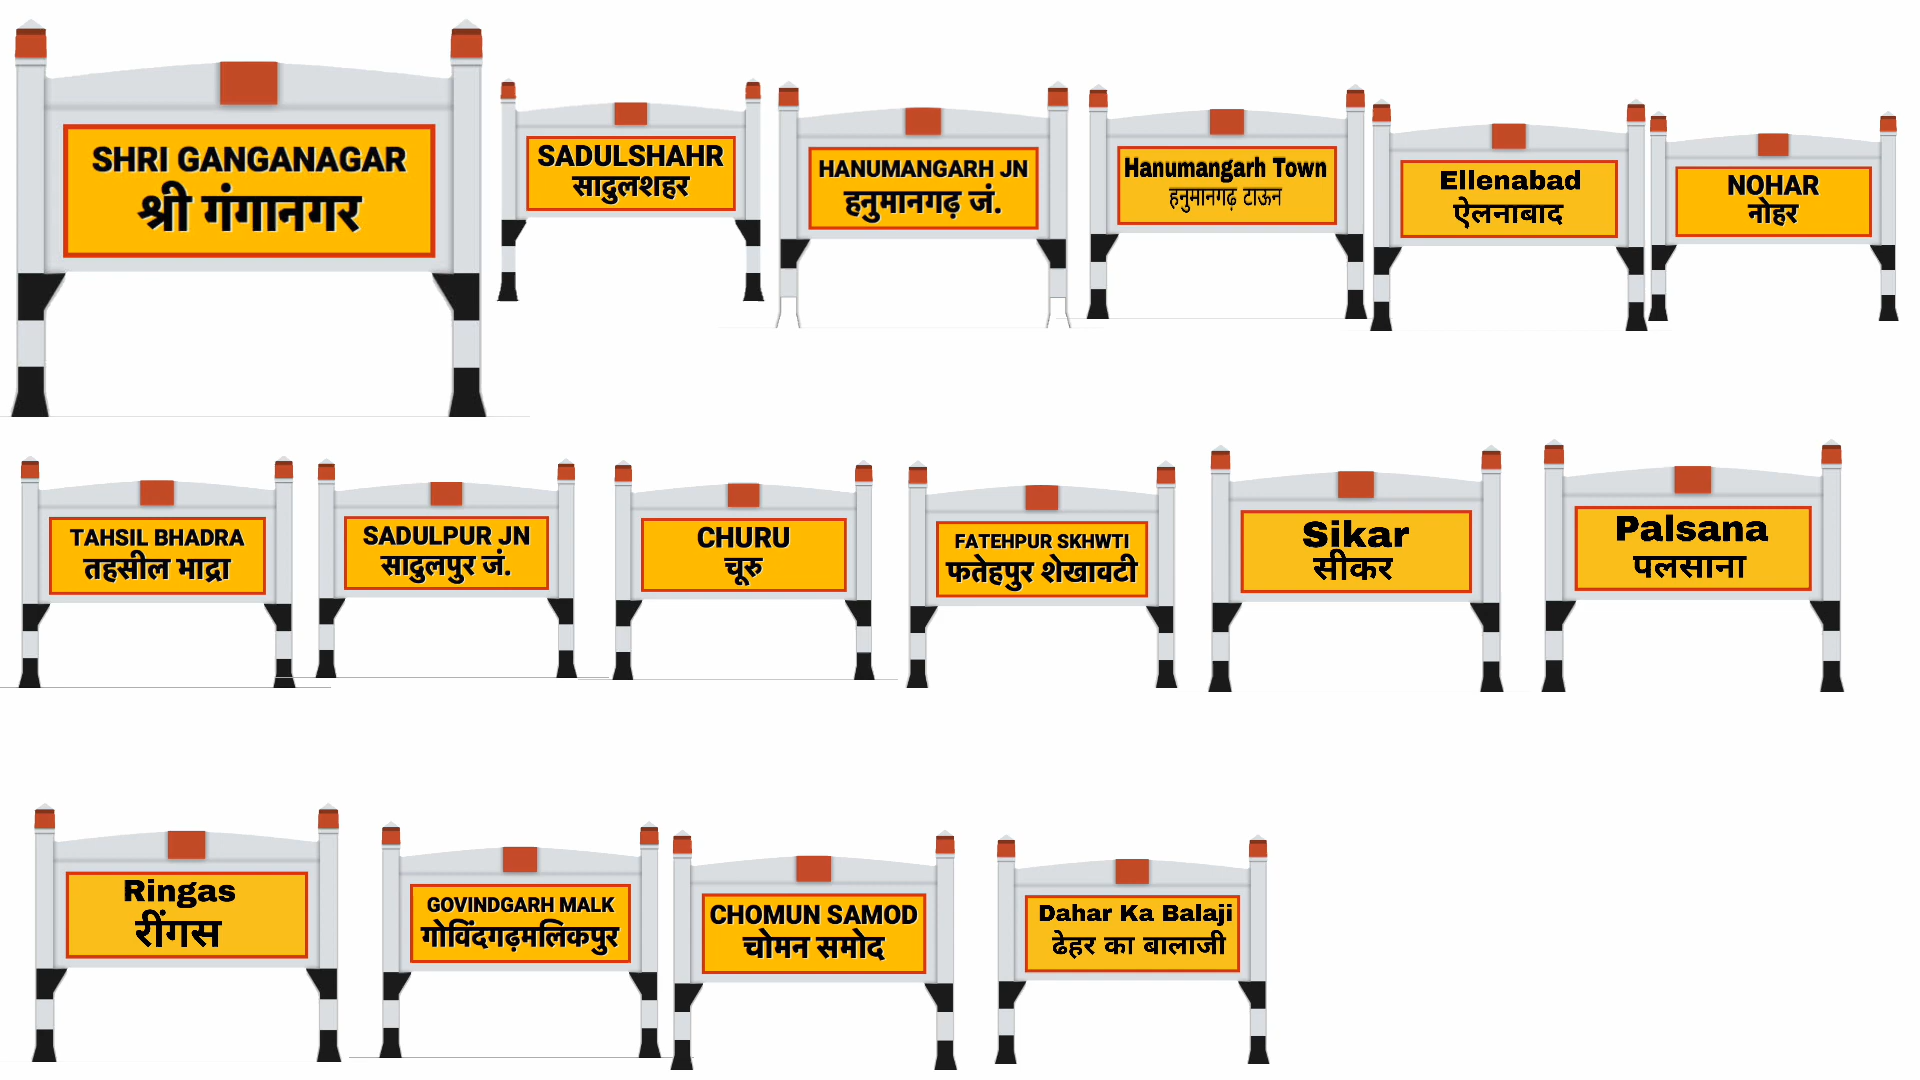 SHRI GANGANAGAR
श्री गंगानगर
SADULSHAHR
सादुलशहर
HANUMANGARH JN
हनुमानगढ़ जं.
Hanumangarh Town
हनुमानगढ़ टाऊन
Ellenabad
ऐलनाबाद
NOHAR
नोहर
TAHSIL BHADRA
तहसील भाद्रा
SADULPUR JN
सादुलपुर जं.
CHURU
चूरु
FATEHPUR SKHWTI
फतेहपुर शेखावटी
Sikar
सीकर
Palsana
पलसाना
Ringas
रींगस
GOVINDGARH MALK
गोविंदगढ़मलिकपुर
CHOMUN SAMOD
चोमन समोद
Dahar Ka Balaji
ढेहर का बालाजी